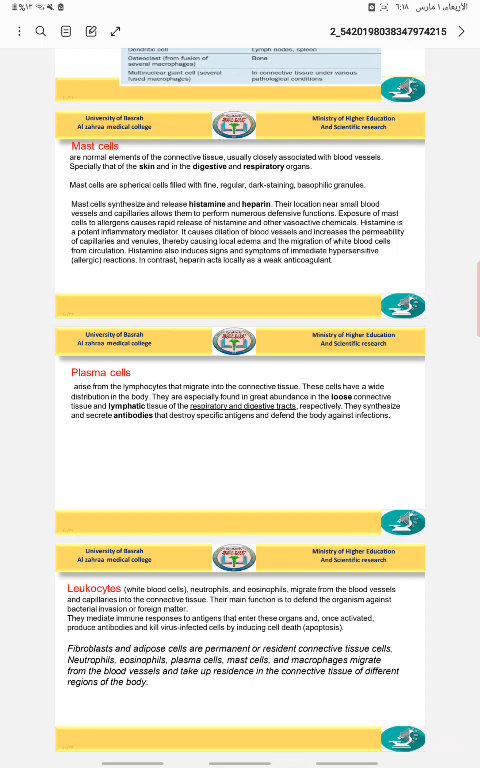 %١٣
الأربعاء، ١ مارس ٦:١٨
2_5420198038347974215
Dendritic cell Lymph nodes, spleen
Osteoclast (from fusion of several macrophages) Bone
Multinuclear giant cell (several fused macrophages) In connective tissue under various pathological conditions
University of Basrah
Al zahraa medical college
Ministry of Higher Education
And Scientific research
Mast cells
are normal elements of the connective tissue, usually closely associated with blood vessels.
Specially that of the skin and in the digestive and respiratory organs.
Mast cells are spherical cells filled with fine, regular, dark-staining, basophilic granules.
Mast cells synthesize and release histamine and heparin. Their location near small blood
vessels and capillaries allows them to perform numerous defensive functions. Exposure of mast
cells to allergens causes rapid release of histamine and other vasoactive chemicals. Histamine is
a potent inflammatory mediator. It causes dilation of blood vessels and increases the permeability
of capillaries and venules, thereby causing local edema and the migration of white blood cells
from circulation. Histamine also induces signs and symptoms of immediate hypersensitive
(allergic) reactions. In contrast, heparin acts locally as a weak anticoagulant.
University of Basrah
Al zahraa medical college
Ministry of Higher Education
And Scientific research
Plasma cells
arise from the lymphocytes that migrate into the connective tissue. These cells have a wide
distribution in the body. They are especially found in great abundance in the loose connective
tissue and lymphatic tissue of the respiratory and digestive tracts, respectively. They synthesize
and secrete antibodies that destroy specific antigens and defend the body against infections.
University of Basrah
Al zahraa medical college
Ministry of Higher Education
And Scientific research
Leukocytes (white blood cells), neutrophils, and eosinophils, migrate from the blood vessels
and capillaries into the connective tissue. Their main function is to defend the organism against
bacterial invasion or foreign matter.
They mediate immune responses to antigens that enter these organs and, once activated,
produce antibodies and kill virus-infected cells by inducing cell death (apoptosis).
Fibroblasts and adipose cells are permanent or resident connective tissue cells.
Neutrophils, eosinophils, plasma cells, mast cells, and macrophages migrate
from the blood vessels and take up residence in the connective tissue of different
regions of the body.